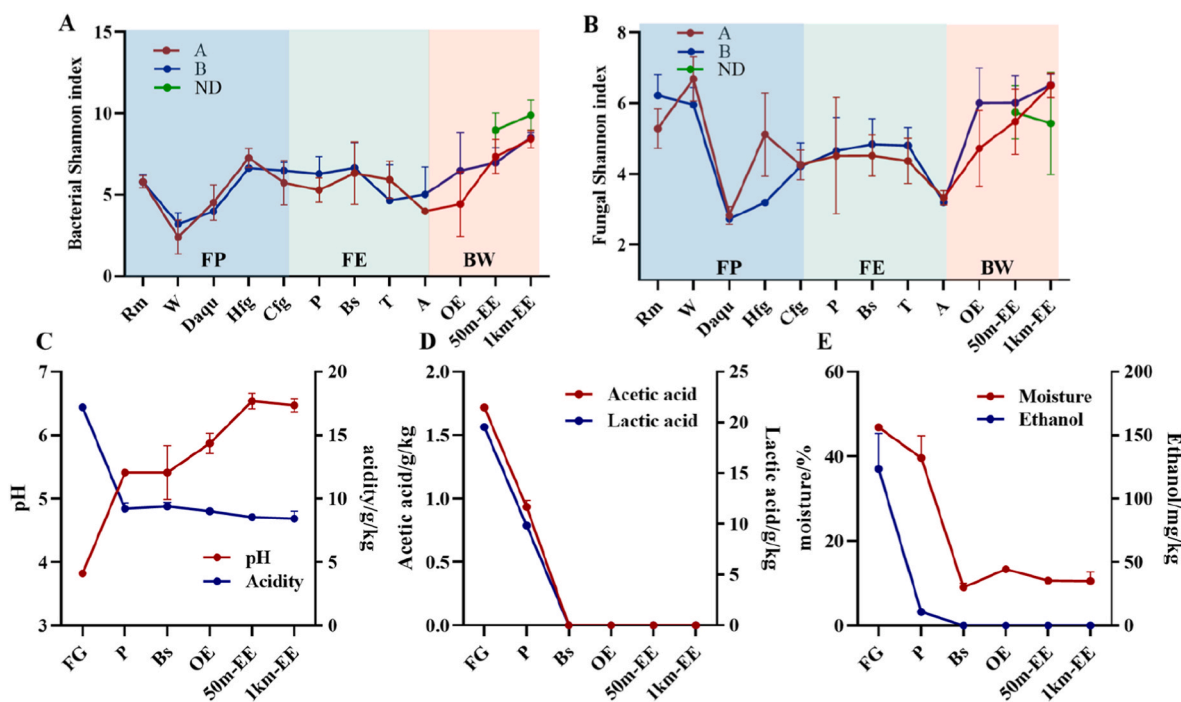 A
Bacterial Shannon index
15
10
5
0
A
B
ND
FP
FE
BW
Rm
W
Daqu
Hfg
Cfg
P
Bs
T
A
OE
50m-EE
1km-EE
B
Fungal Shannon index
8
6
4
2
A
B
ND
FP
FE
BW
Rm
W
Daqu
Hfg
Cfg
P
Bs
T
A
OE
50m-EE
1km-EE
C
pH
7
6
5
4
3
20
15
10
5
0
acidity/g/kg
pH
Acidity
FG
P
Bs
OE
50m-EE
1km-EE
D
Acetic acid/g/kg
2.0
1.5
1.0
0.5
0.0
25
20
15
10
5
0
Lactic acid/g/kg
Acetic acid
Lactic acid
FG
P
Bs
OE
50m-EE
1km-EE
E
moisture/%
60
40
20
0
200
150
100
50
0
Ethanol/mg/kg
Moisture
Ethanol
FG
P
Bs
OE
50m-EE
1km-EE